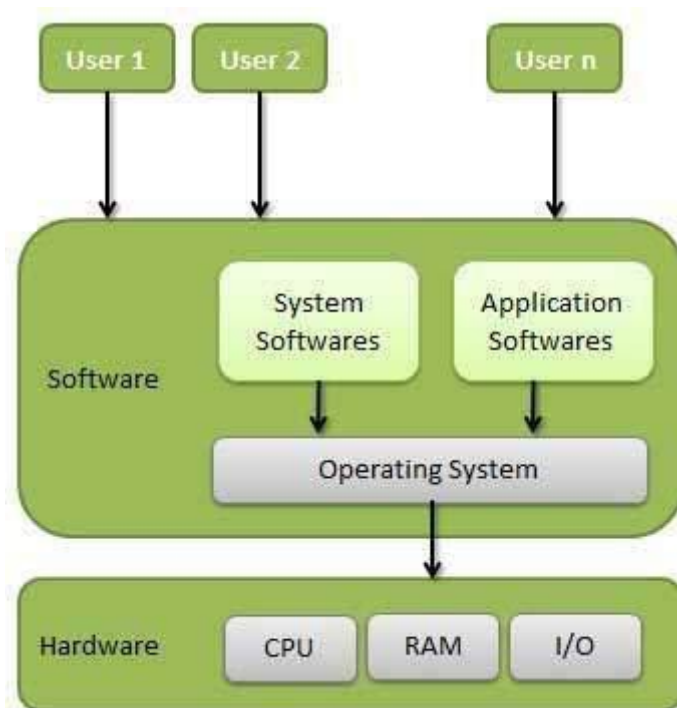 User 1
User 2
User n
System
Softwares
Application
Softwares
Software
Operating System
Hardware
CPU
RAM
I/O